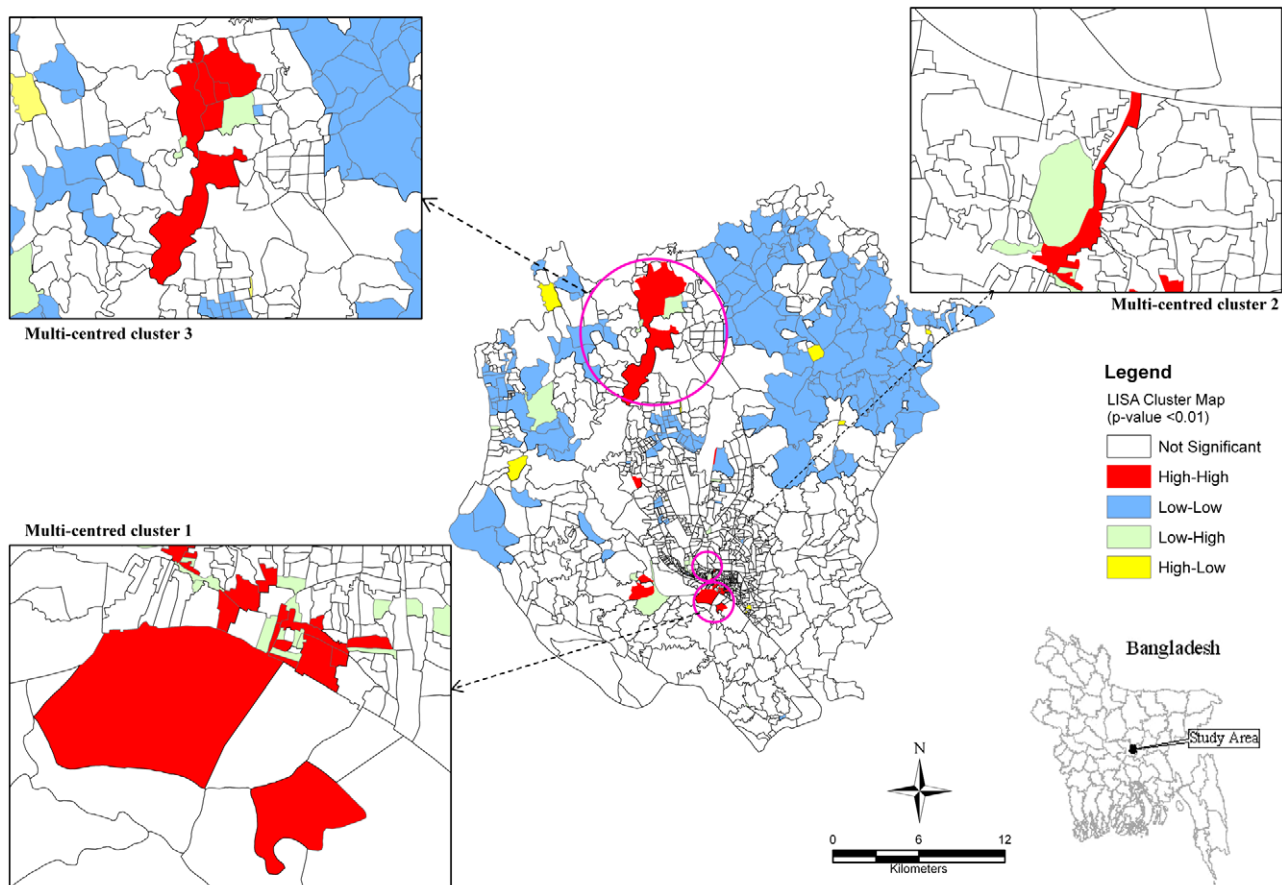 Multi-centred cluster 3
Multi-centred cluster 2
Legend
LISA Cluster Map
(p-value <0.01)
Not Significant
High-High
Low-Low
Low-High
High-Low
Multi-centred cluster 1
Bangladesh
Study Area
N
0 3 6 12
Kilometers